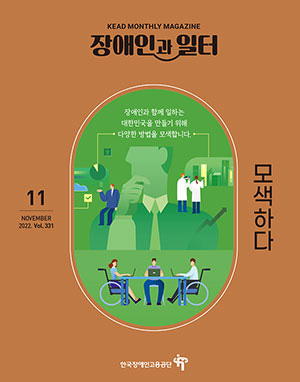 KEAD MONTHLY MAGAZINE
장애인과 일터
장애인과 함께 일하는
대한민국을 만들기 위해
다양한 방법을 모색합니다.
11
NOVEMBER
2022. Vol. 331
모색하다
한국장애인고용공단